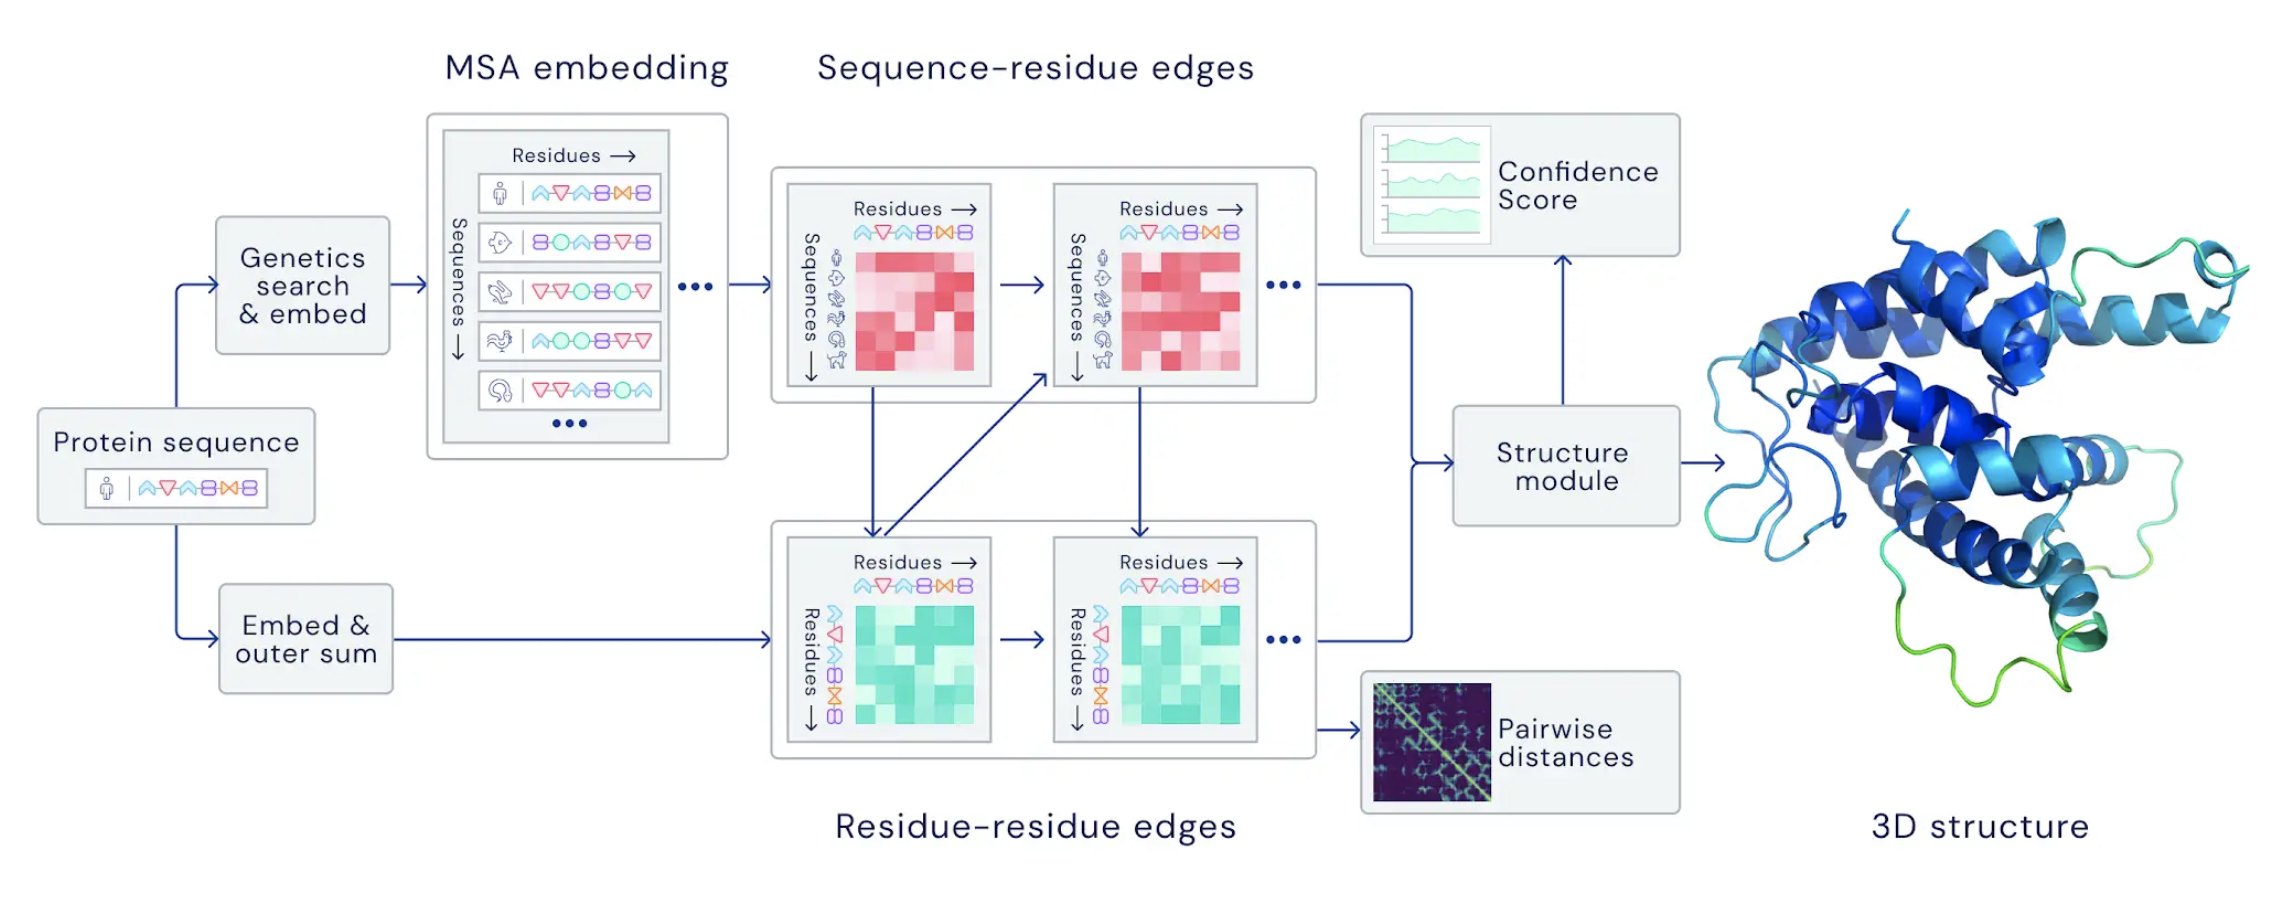 MSA embedding
Sequence-residue edges
Residues →
Sequences →
Residues →
Sequences →
Residues →
Sequences →
Confidence
Score
Genetics
search
& embed
Protein sequence
Structure
module
Embed &
outer sum
Residues →
Residues →
Residues →
Residues →
Pairwise
distances
Residue-residue edges
3D structure